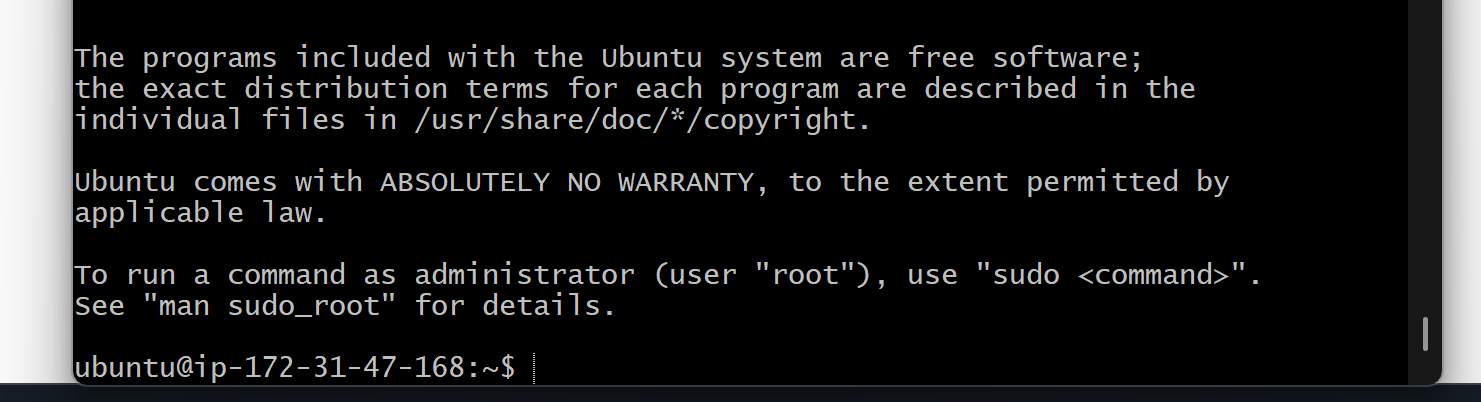 The programs included with the Ubuntu system are free software;
the exact distribution terms for each program are described in the
individual files in /usr/share/doc/*/copyright.
Ubuntu comes with ABSOLUTELY NO WARRANTY, to the extent permitted by
applicable law.
To run a command as administrator (user "root"), use "sudo <command>".
See "man sudo_root" for details.
ubuntu@ip-172-31-47-168:~$